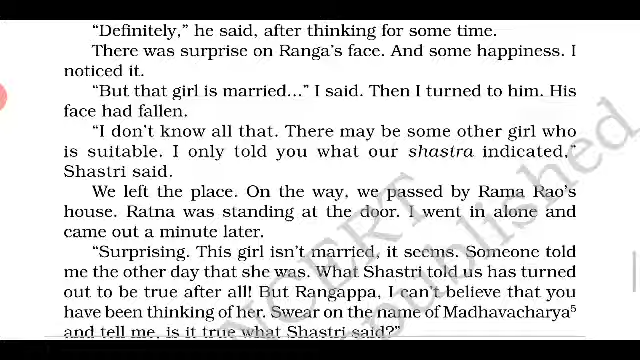 "Definitely," he said, after thinking for some time.
There was surprise on Ranga's face. And some happiness. I
noticed it.
"But that girl is married..." I said. Then I turned to him. His
face had fallen.
"I don't know all that. There may be some other girl who
is suitable. I only told you what our shastra indicated,"
Shastri said.
We left the place. On the way, we passed by Rama Rao's
house. Ratna was standing at the door. I went in alone and
came out a minute later.
"Surprising. This girl isn't married, it seems. Someone told
me the other day that she was. What Shastri told us has turned
out to be true after all! But Rangappa, I can't believe that you
have been thinking of her. Swear on the name of Madhavacharya⁵
and tell me, is it true what Shastri said?"
NCERT
published